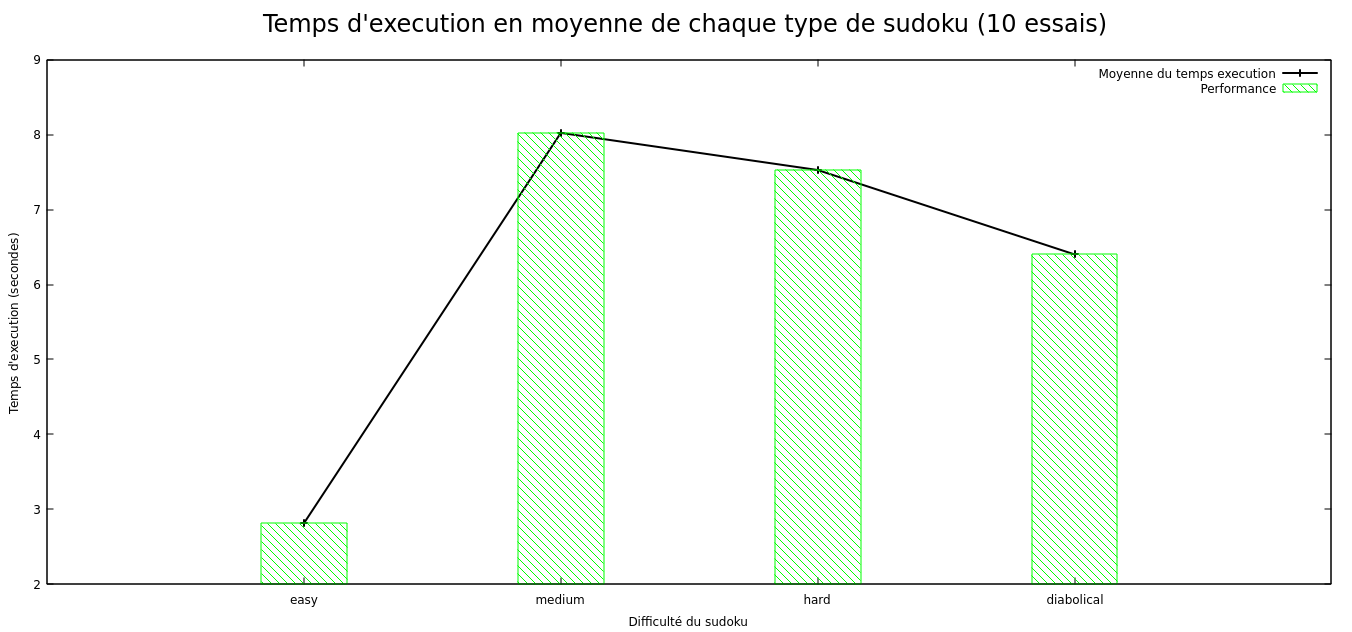 Temps d'execution en moyenne de chaque type de sudoku (10 essais)
Moyenne du temps execution
Performance
9
8
7
6
5
4
3
2
Temps d'execution (secondes)
easy medium hard diabolical
Difficulté du sudoku